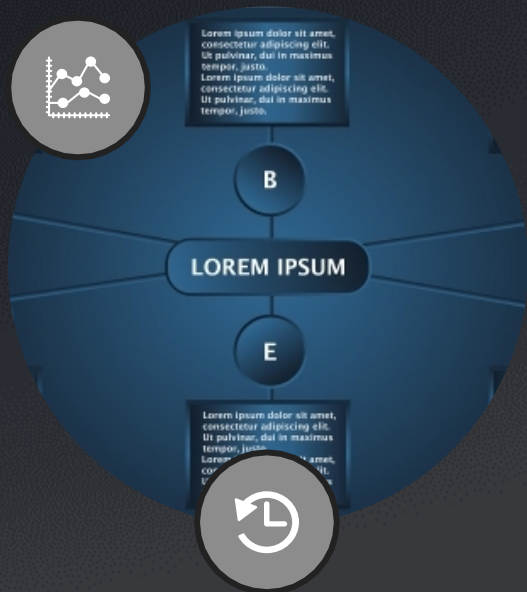 Lorem ipsum dolor sit amet,
consectetur adipiscing elit.
Ut pulvinar, dui in maximus
tempor, justo.
Lorem ipsum dolor sit amet,
consectetur adipiscing elit.
Ut pulvinar, dui in maximus
tempor, justo.
B
LOREM IPSUM
E
Lorem ipsum dolor sit amet,
consectetur adipiscing elit.
Ut pulvinar, dui in maximus
tempor, justo.